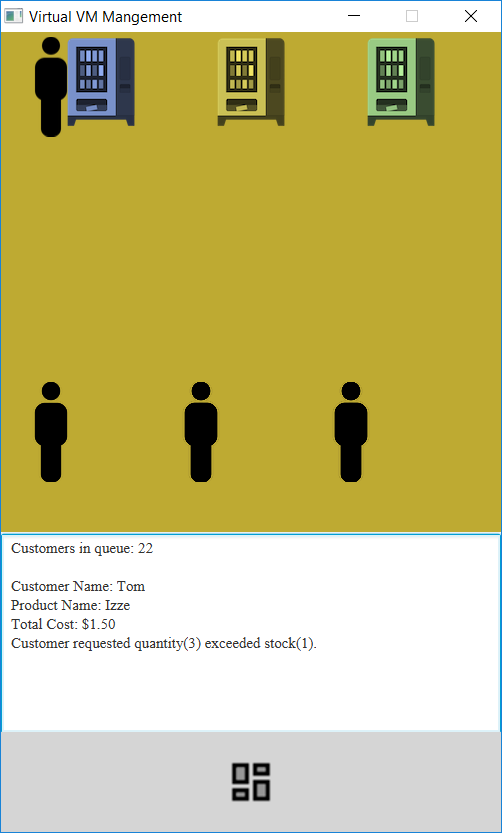 Virtual VM Mangement
Customers in queue: 22
Customer Name: Tom
Product Name: Izze
Total Cost: $1.50
Customer requested quantity(3) exceeded stock(1).